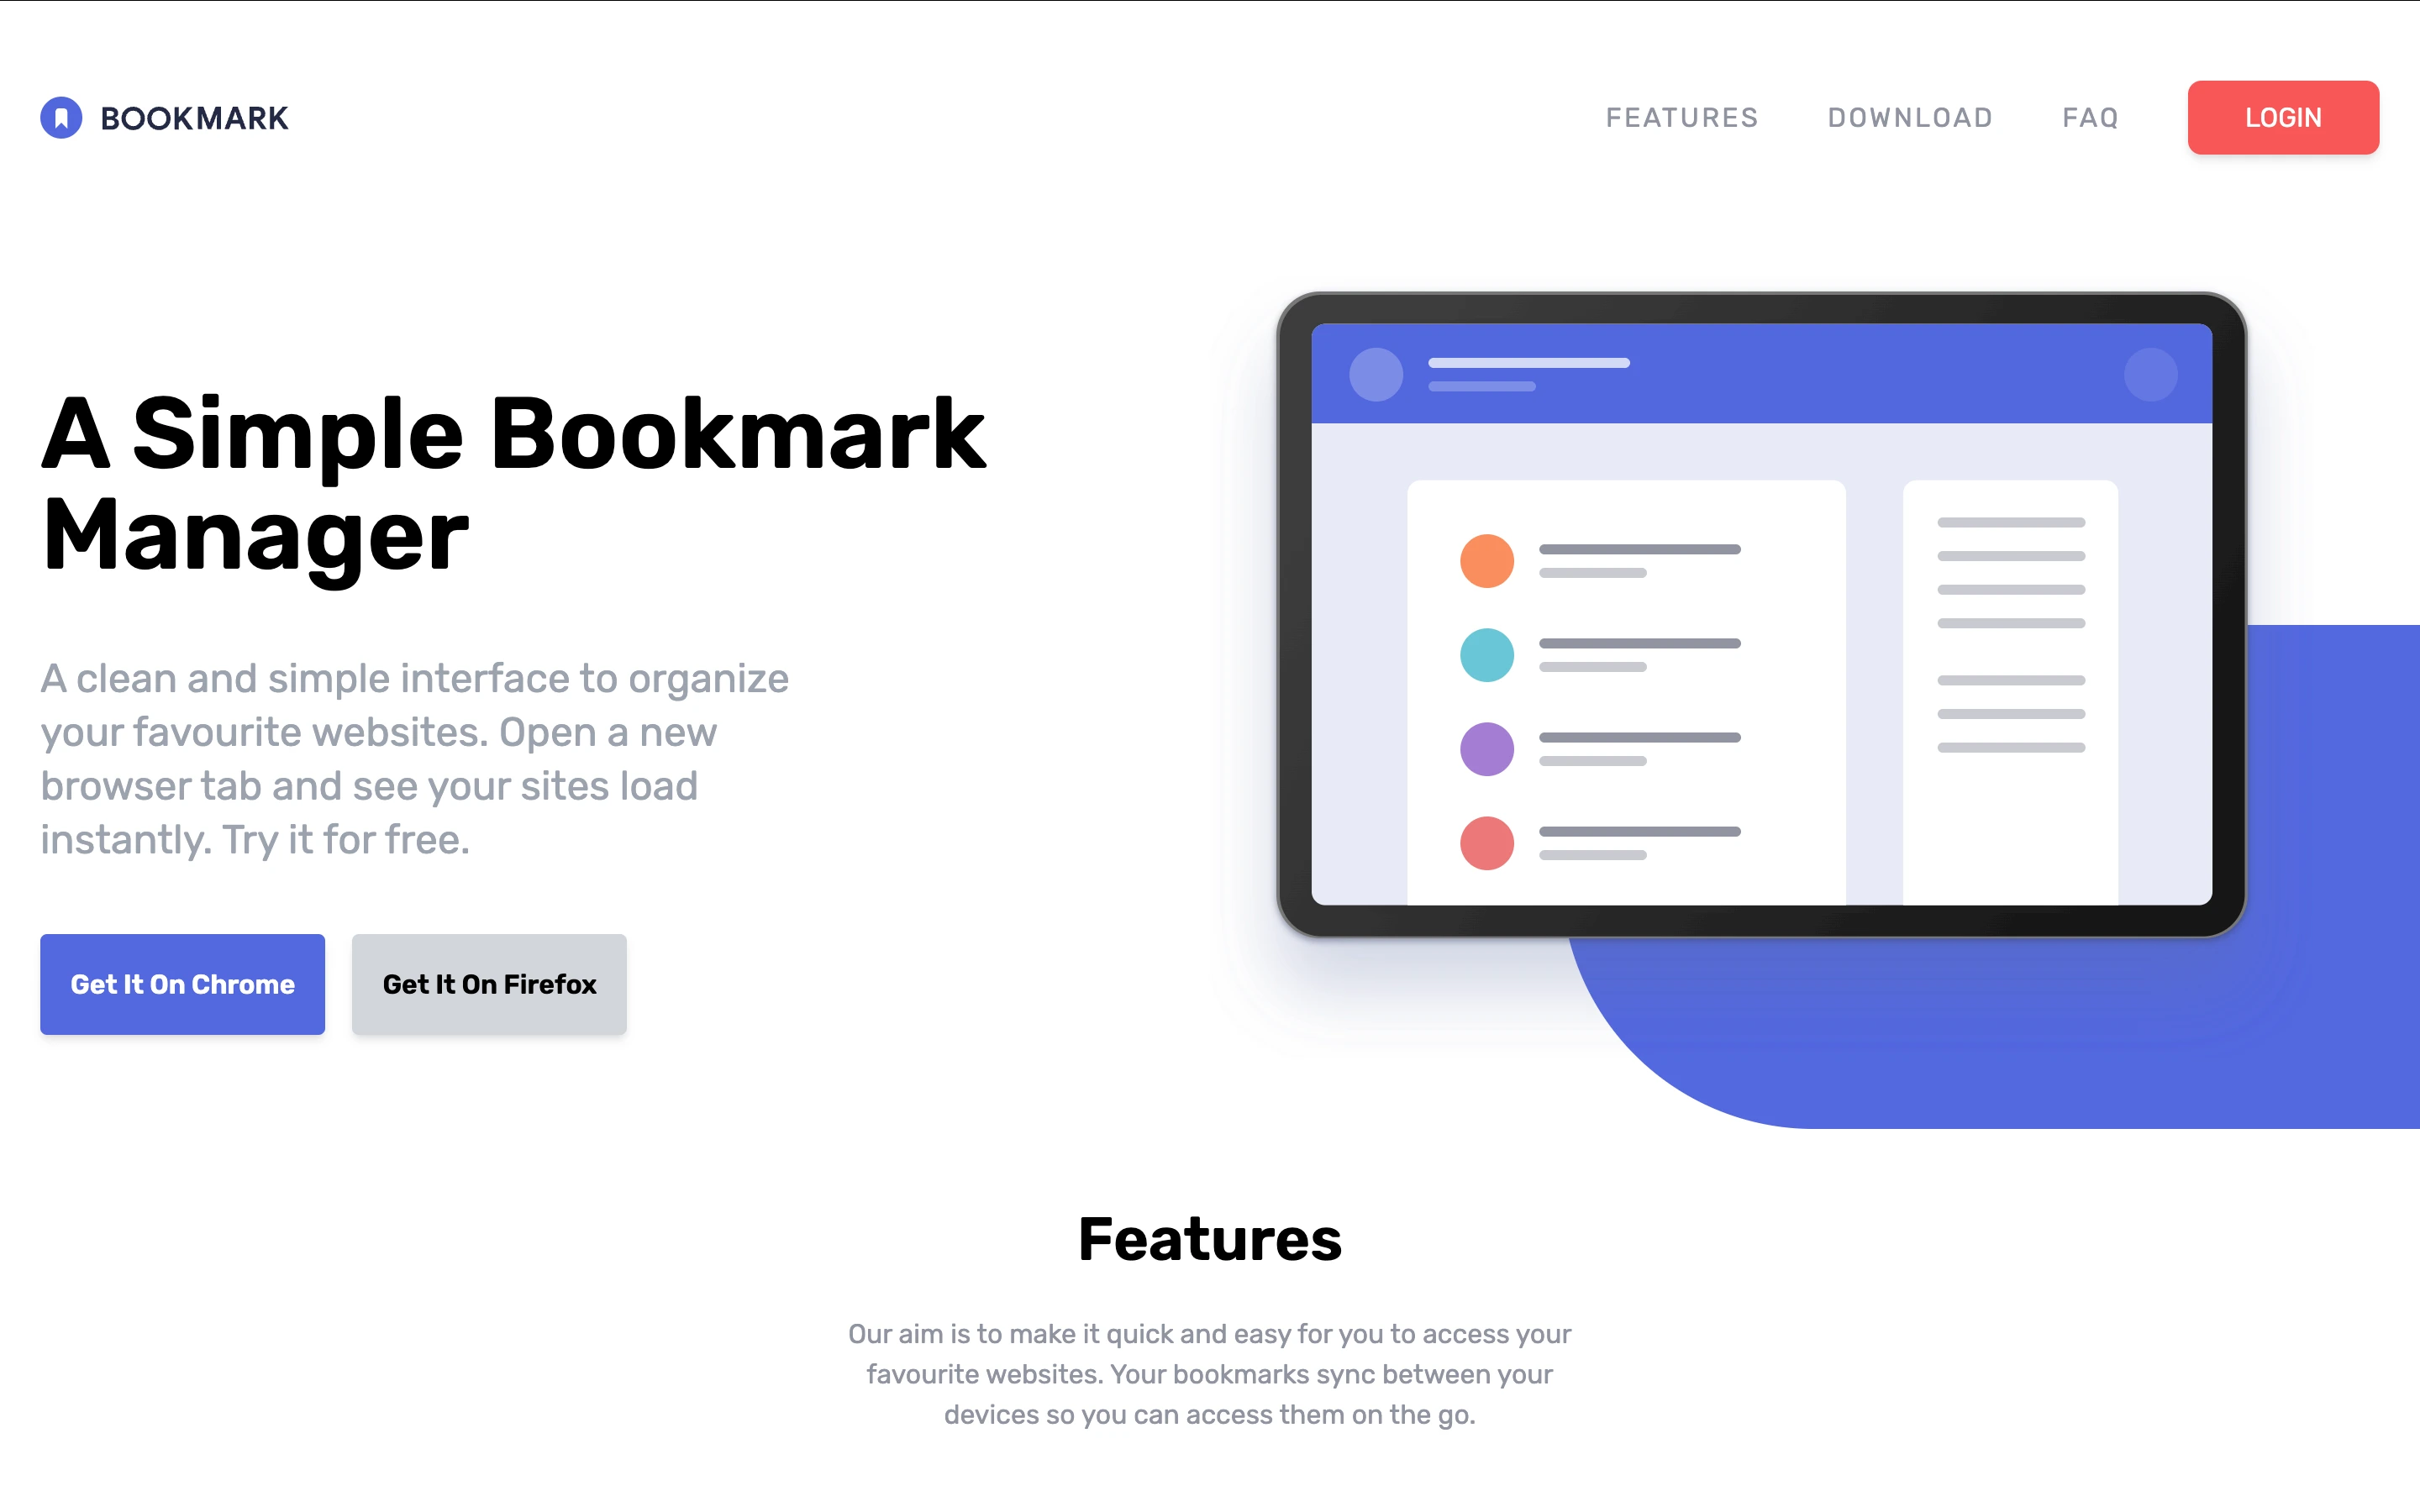 BOOKMARK
FEATURES
DOWNLOAD
FAQ
LOGIN
A Simple Bookmark
Manager
A clean and simple interface to organize
your favourite websites. Open a new
browser tab and see your sites load
instantly. Try it for free.
Get It On Chrome
Get It On Firefox
Features
Our aim is to make it quick and easy for you to access your
favourite websites. Your bookmarks sync between your
devices so you can access them on the go.